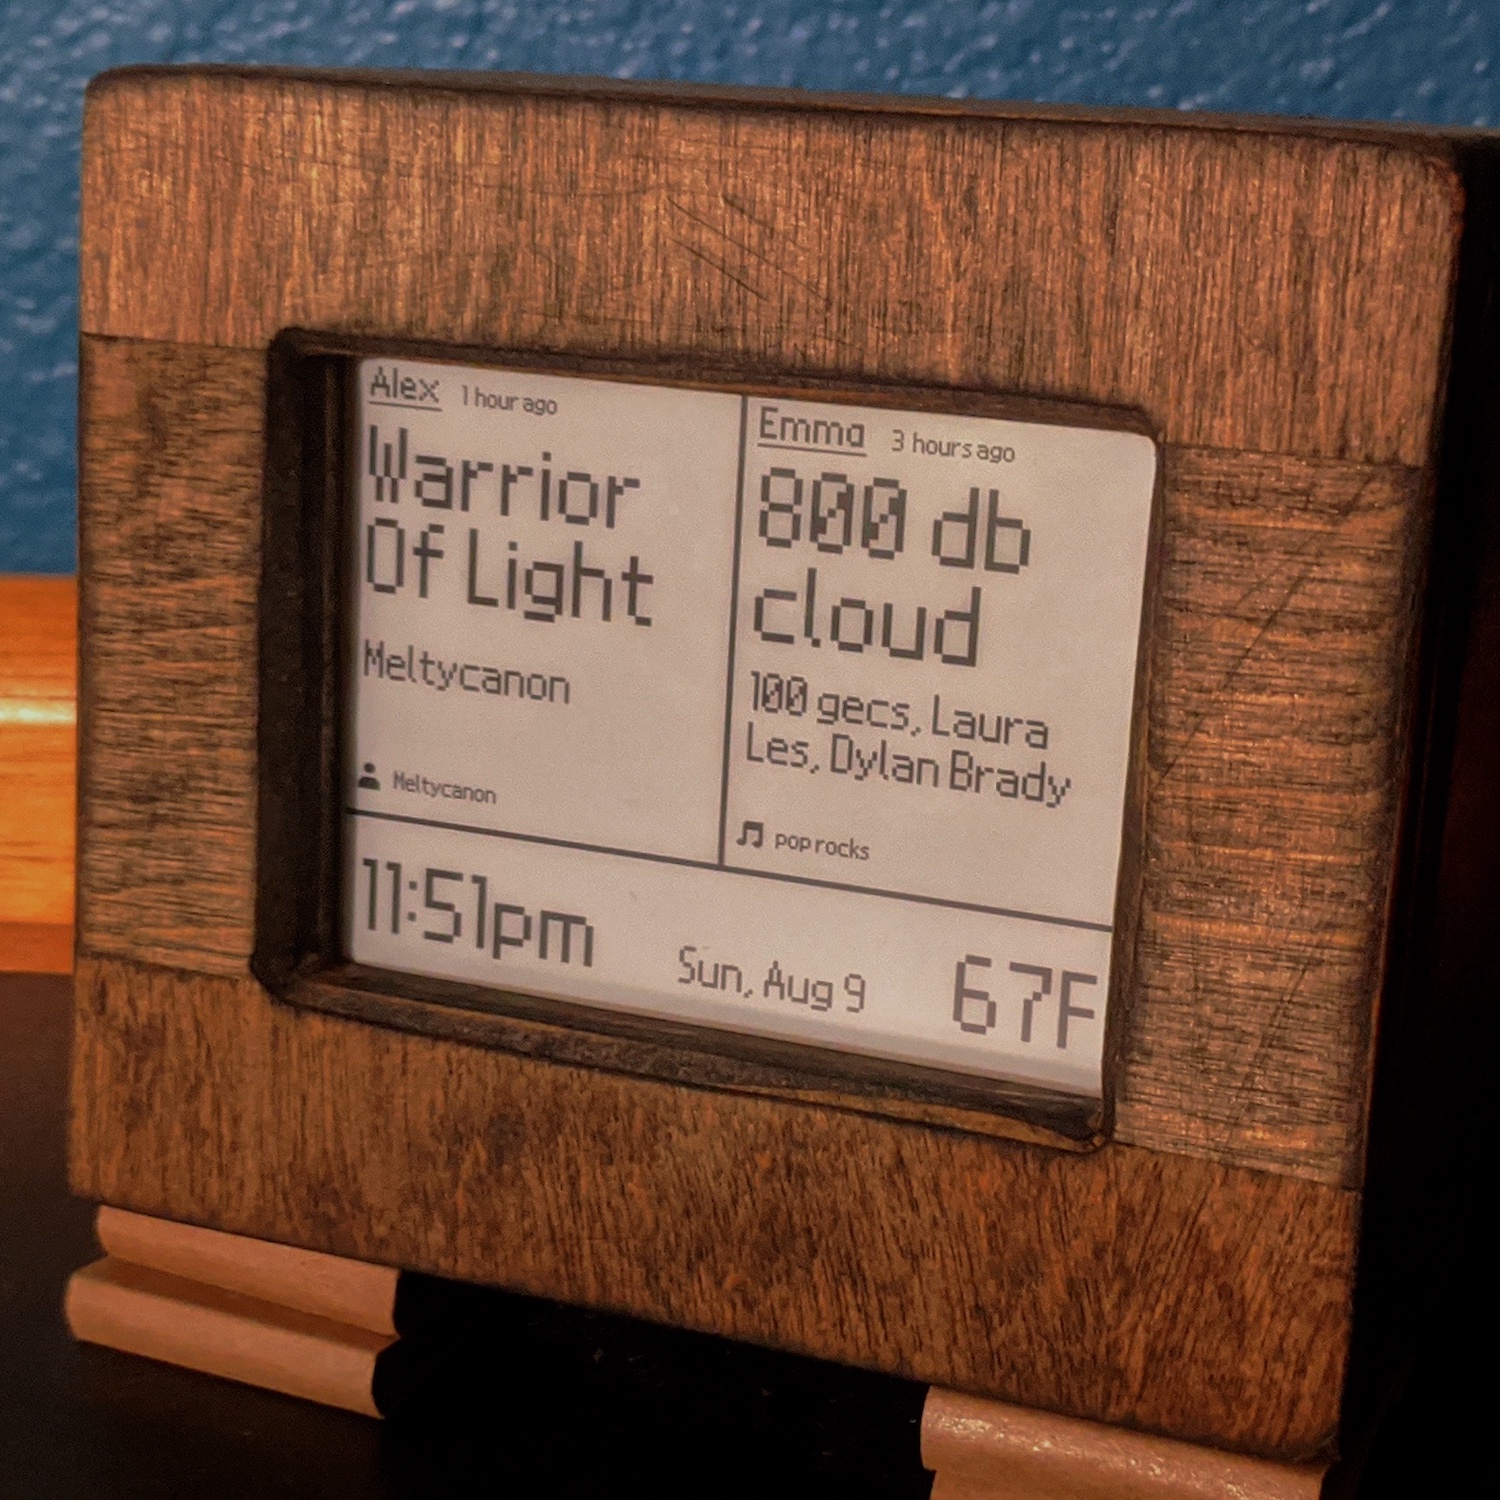 Alex 1 hour ago
Warrior
Of Light
Meltycanon
Meltycanon
Emma 3 hours ago
800 db
cloud
100 gecs, Laura
Les, Dylan Brady
pop rocks
11:51pm Sun, Aug 9 67F